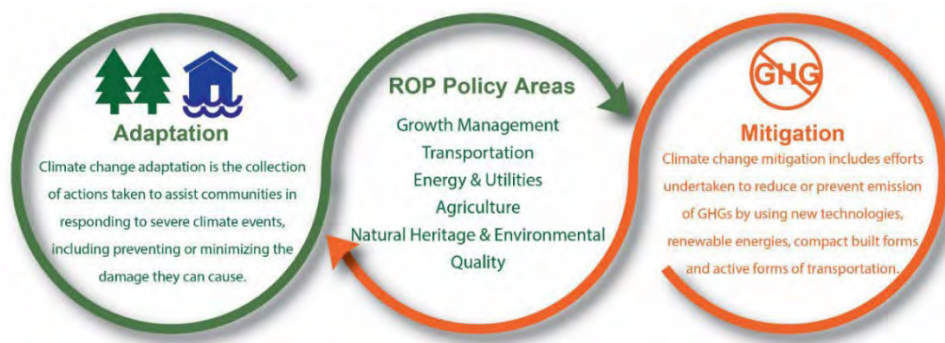 Adaptation
Climate change adaptation is the collection
of actions taken to assist communities in
responding to severe climate events,
including preventing or minimizing the
damage they can cause.
ROP Policy Areas
Growth Management
Transportation
Energy & Utilities
Agriculture
Natural Heritage & Environmental
Quality
GHG
Mitigation
Climate change mitigation includes efforts
undertaken to reduce or prevent emission
of GHGs by using new technologies,
renewable energies, compact built forms
and active forms of transportation.